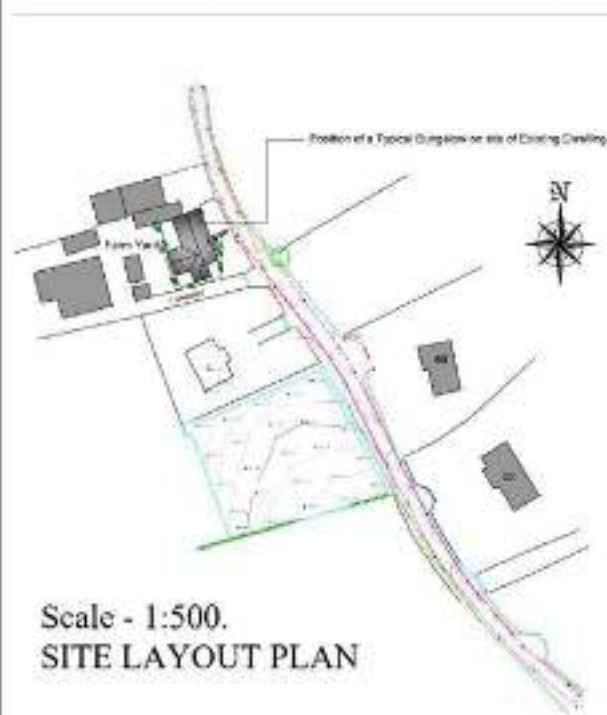 Position of a Typical Bungalow on site of Existing Dwelling
N
Farm Yard
Scale - 1:500.
SITE LAYOUT PLAN